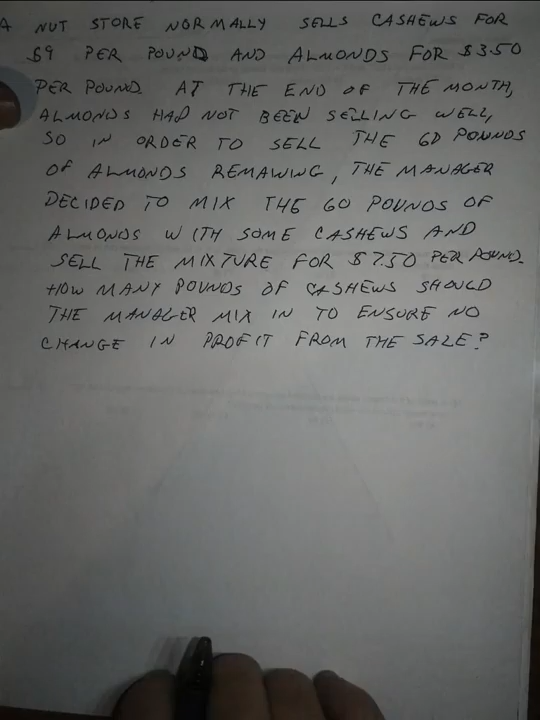 A NUT STORE NORMALLY SELLS CASHEWS FOR
$9 PER POUND AND ALMONDS FOR $3.50
PER POUND. AT THE END OF THE MONTH,
ALMONDS HAD NOT BEEN SELLING WELL,
SO IN ORDER TO SELL THE 60 POUNDS
OF ALMONDS REMAINING, THE MANAGER
DECIDED TO MIX THE 60 POUNDS OF
ALMONDS WITH SOME CASHEWS AND
SELL THE MIXTURE FOR $7.50 PER POUND.
HOW MANY POUNDS OF CASHEWS SHOULD
THE MANAGER MIX IN TO ENSURE NO
CHANGE IN PROFIT FROM THE SALE?